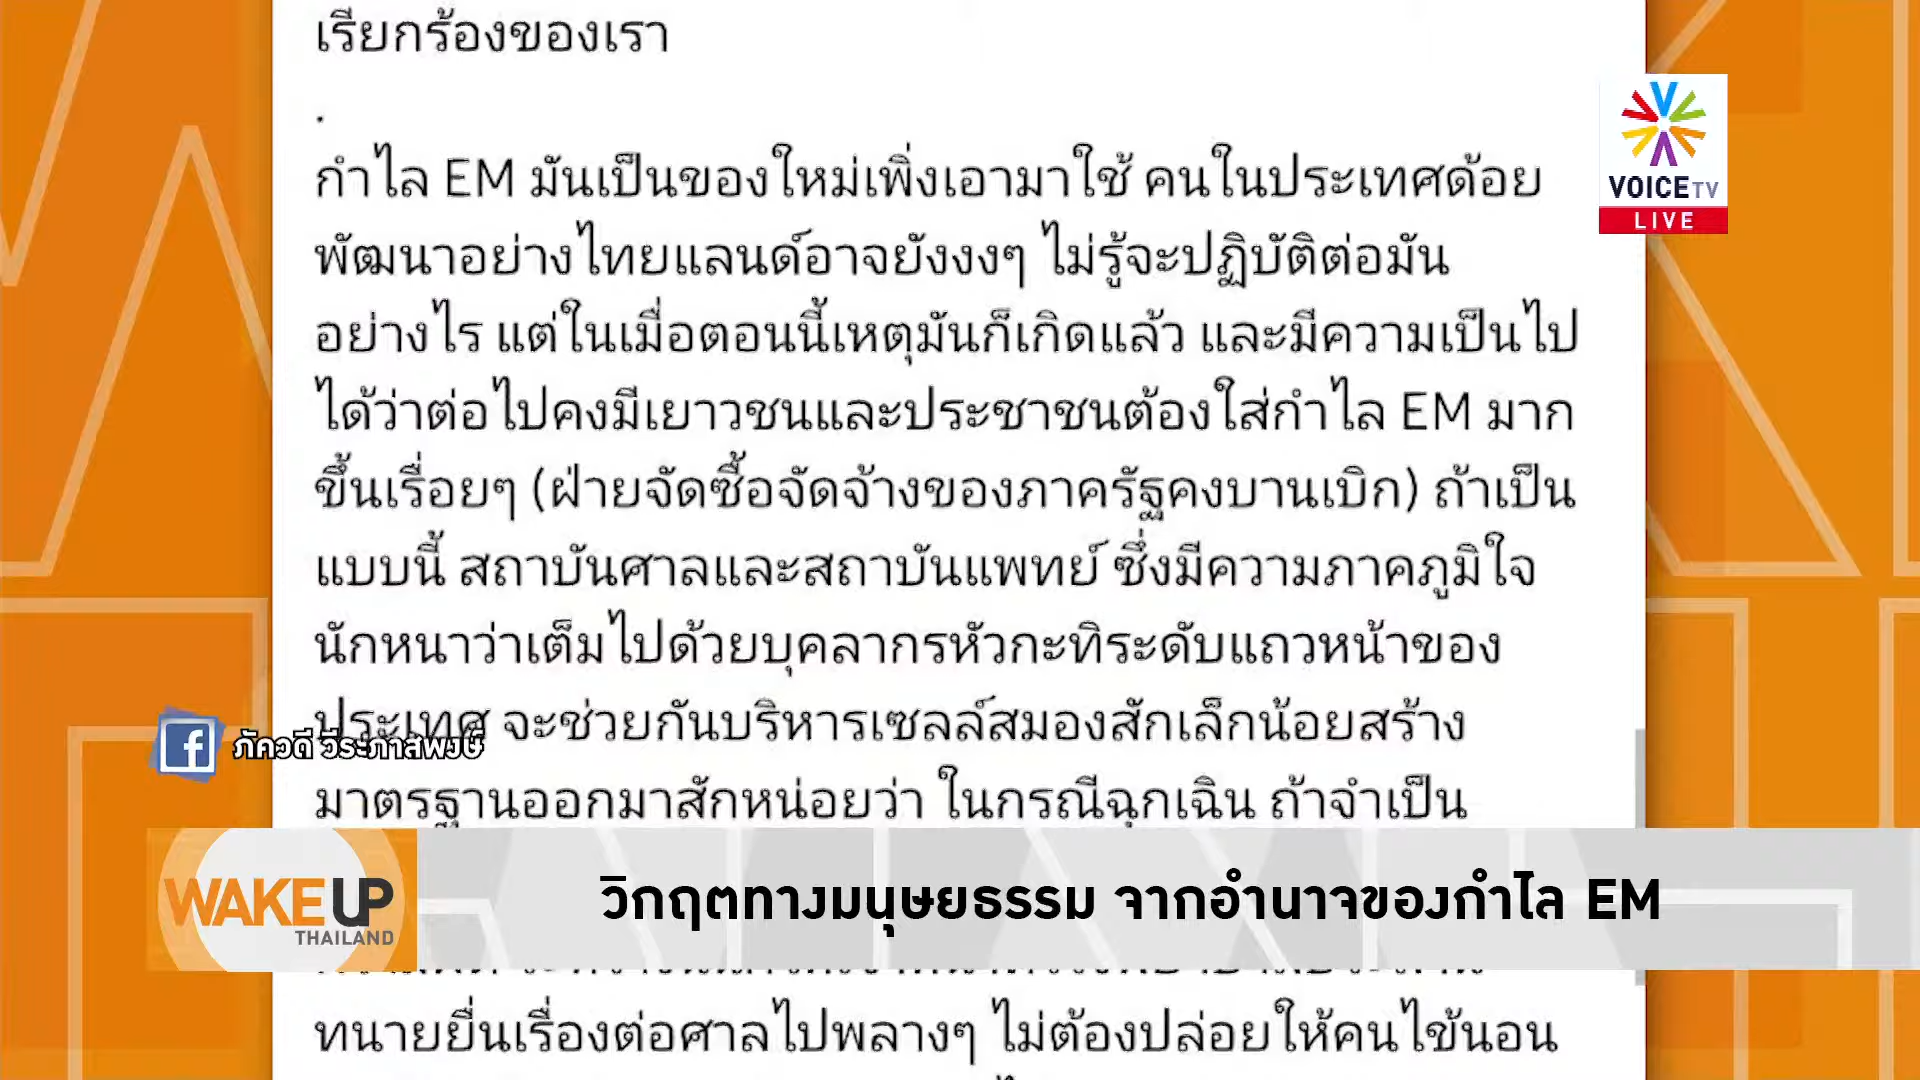 เรียกร้องของเรา
.
กำไล EM มันเป็นของใหม่เพิ่งเอามาใช้ คนในประเทศด้อย
พัฒนาอย่างไทยแลนด์อาจยังงงๆ ไม่รู้จะปฏิบัติต่อมัน
อย่างไร แต่ในเมื่อตอนนี้เหตุมันก็เกิดแล้ว และมีความเป็นไป
ได้ว่าต่อไปคงมีเยาวชนและประชาชนต้องใส่กำไล EM มาก
ขึ้นเรื่อยๆ (ฝ่ายจัดซื้อจัดจ้างของภาครัฐคงบานเบิก) ถ้าเป็น
แบบนี้ สถาบันศาลและสถาบันแพทย์ ซึ่งมีความภาคภูมิใจ
นักหนาว่าเต็มไปด้วยบุคลากรหัวกะทิระดับแถวหน้าของ
ประเทศ จะช่วยกันบริหารเซลล์สมองสักเล็กน้อยสร้าง
มาตรฐานออกมาสักหน่อยว่า ในกรณีฉุกเฉิน ถ้าจำเป็น
ทนายยื่นเรื่องต่อศาลไปพลางๆ ไม่ต้องปล่อยให้คนไข้นอน
VOICE TV
LIVE
f ภัควดี วีระภาสพงษ์
WAKE UP
THAILAND
วิกฤตทางมนุษยธรรม จากอำนาจของกำไล EM